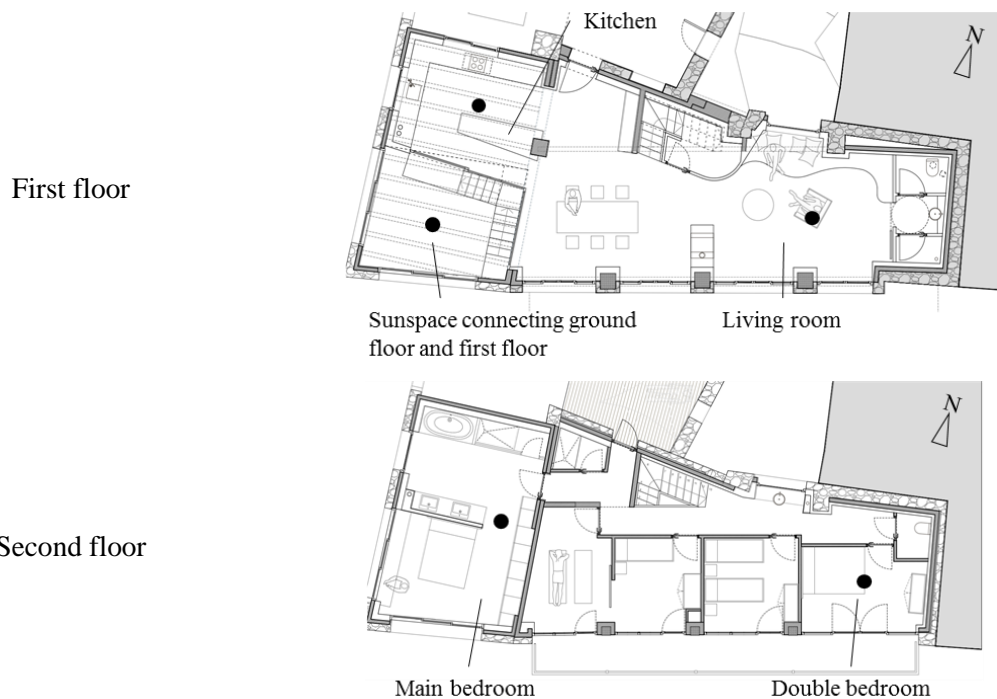 Kitchen
N
First floor
Sunspace connecting ground
floor and first floor
Living room
N
Second floor
Main bedroom
Double bedroom